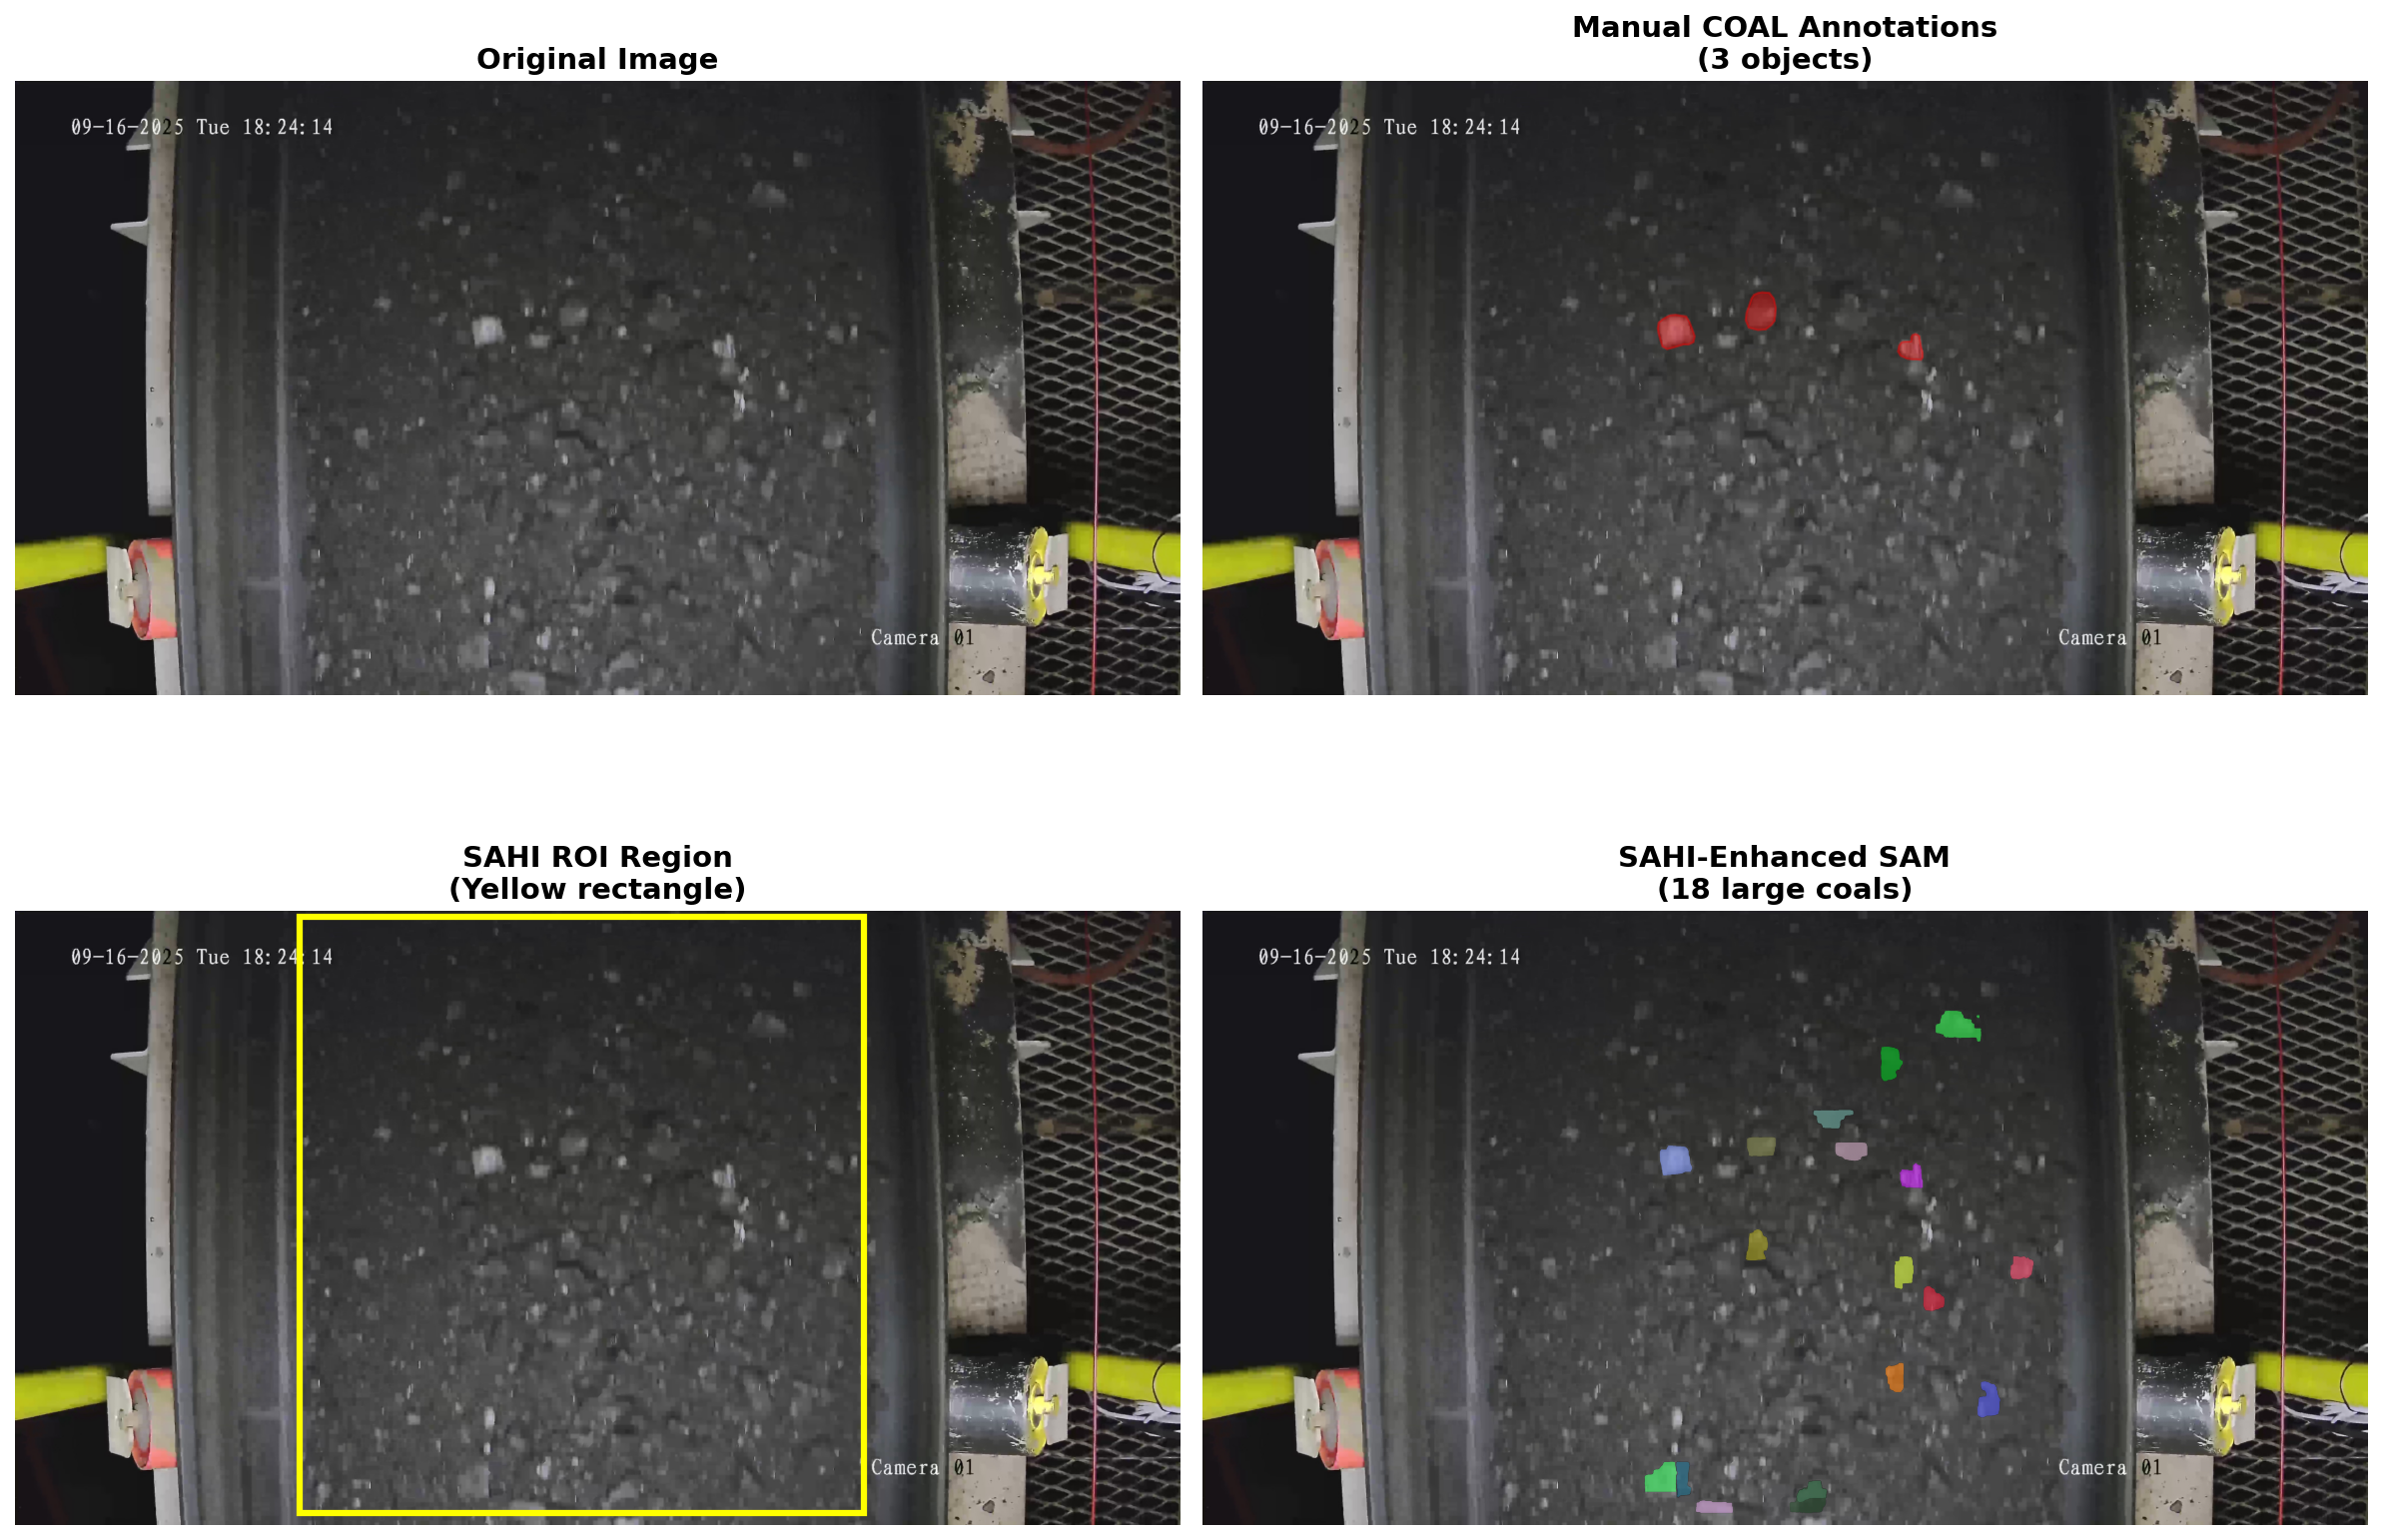 Original Image
Manual COAL Annotations
(3 objects)
09-16-2025 Tue 18:24:14
Camera 01
09-16-2025 Tue 18:24:14
Camera 01
SAHI ROI Region
(Yellow rectangle)
SAHI-Enhanced SAM
(18 large coals)
09-16-2025 Tue 18:24:14
Camera 01
09-16-2025 Tue 18:24:14
Camera 01